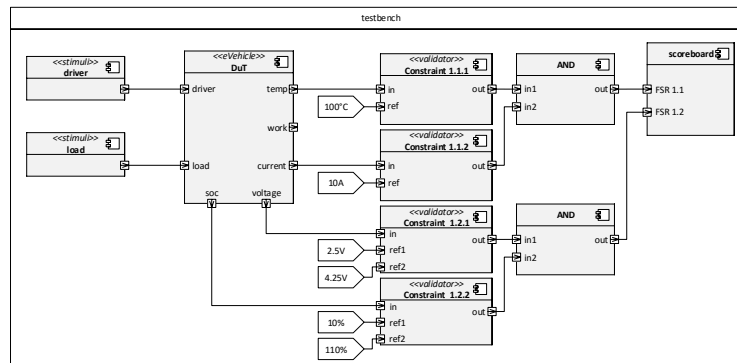 testbench
<<stimuli>>
driver
<<eVehicle>>
DuT
driver
temp
work
load
current
soc
voltage
<<stimuli>>
load
<<validator>>
Constraint 1.1.1
in
out
ref
100°C
<<validator>>
Constraint 1.1.2
in
out
ref
10A
<<validator>>
Constraint 1.2.1
in
out
ref1
ref2
2.5V
4.25V
<<validator>>
Constraint 1.2.2
in
out
ref1
ref2
10%
110%
AND
in1
out
in2
AND
in1
out
in2
scoreboard
FSR 1.1
FSR 1.2